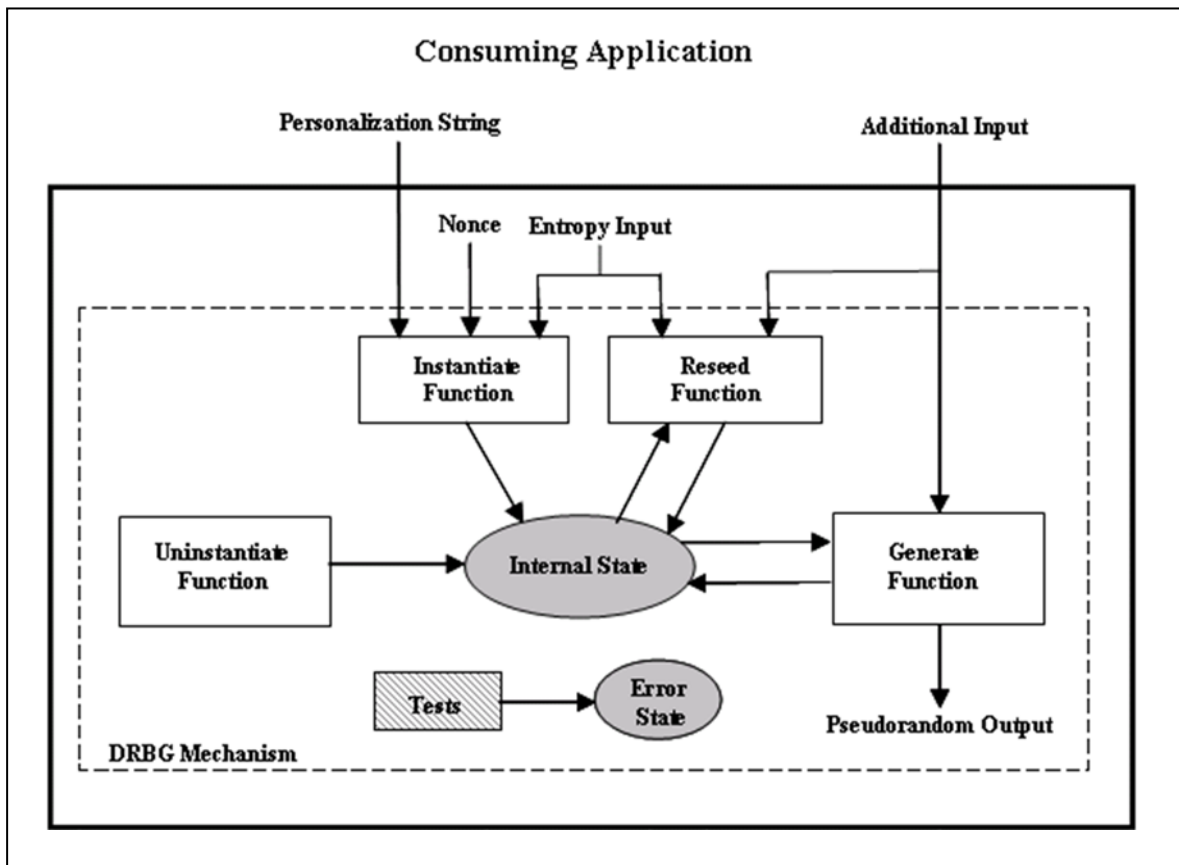 Consuming Application
Personalization String
Additional Input
Nonce
Entropy Input
Instantiate
Function
Reseed
Function
Uninstantiate
Function
Internal State
Generate
Function
Tests
Error
State
Pseudorandom Output
DRBG Mechanism